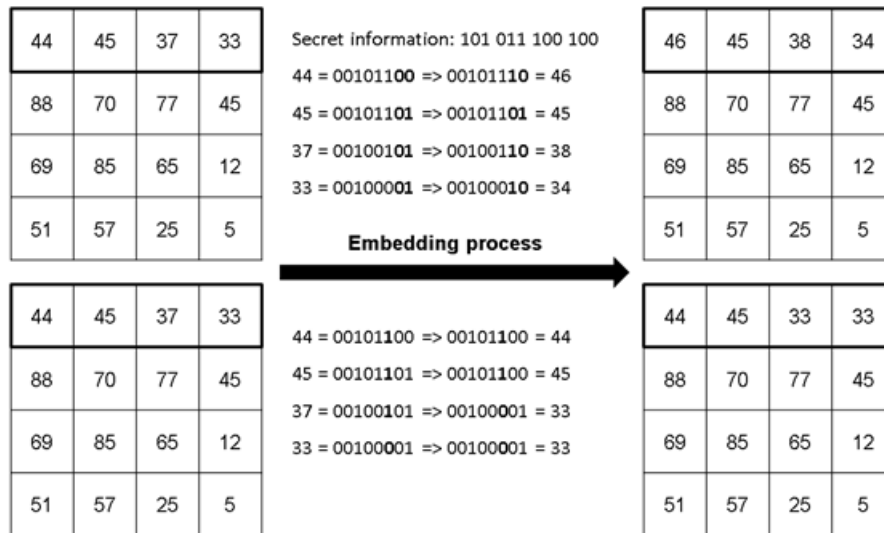 44 45 37 33
88 70 77 45
69 85 65 12
51 57 25 5
Secret information: 101 011 100 100
44 = 00101100 => 00101110 = 46
45 = 00101101 => 00101101 = 45
37 = 00100101 => 00100110 = 38
33 = 00100001 => 00100010 = 34
Embedding process
46 45 38 34
88 70 77 45
69 85 65 12
51 57 25 5
44 45 37 33
88 70 77 45
69 85 65 12
51 57 25 5
44 = 00101100 => 00101100 = 44
45 = 00101101 => 00101100 = 45
37 = 00100101 => 00100001 = 33
33 = 00100001 => 00100001 = 33
44 45 33 33
88 70 77 45
69 85 65 12
51 57 25 5